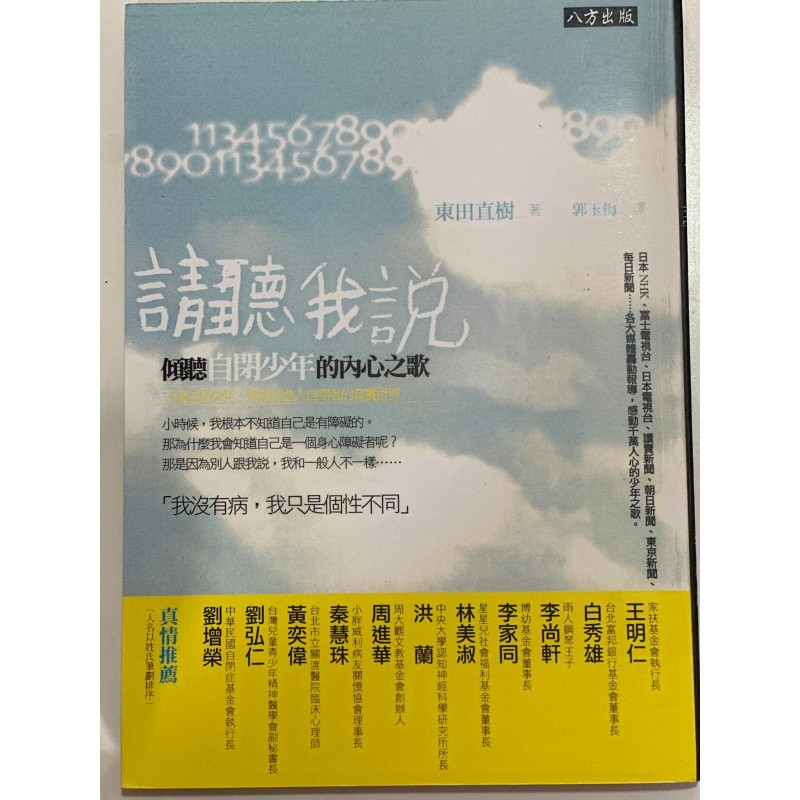 八方出版
1134567890
890
78901134567890
東田直樹 著
郭玉梅 譯
請聽我說
傾聽自閉少年的內心之歌
小時候，我根本不知道自己是有障礙的。
那為什麼我會知道自己是一個身心障礙者呢？
那是因為別人跟我說，我和一般人不一樣……
「我沒有病，我只是個性不同」
日本NHK、富士電視台、日本電視台、讀賣新聞、朝日新聞、東京新聞、
每日新聞……各大媒體轟動報導，感動千萬人心的少年之歌。
家扶基金會執行長
王明仁
台北富邦銀行基金會董事長
白秀雄
雨人鋼琴王子
李尚軒
博幼基金會董事長
李家同
星星兒社會福利基金會董事長
林美淑
中央大學認知神經科學研究所所長
洪蘭
周大觀文教基金會創辦人
周進華
小胖威利病友關懷協會理事長
秦慧珠
台北市立關渡醫院臨床心理師
黃奕偉
台灣兒童青少年精神醫學會副秘書長
劉弘仁
中華民國自閉症基金會執行長
劉增榮
真情推薦
（人名以姓氏筆劃排序）